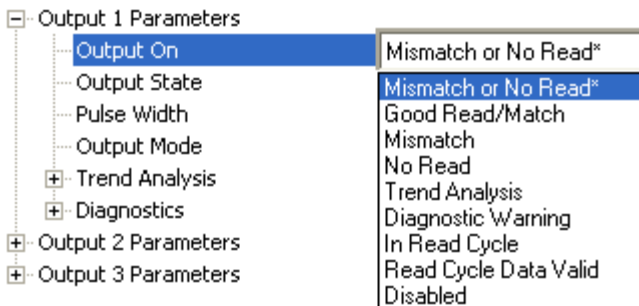 Output 1 Parameters
Output On
Mismatch or No Read*
Output State
Mismatch or No Read*
Pulse Width
Good Read/Match
Output Mode
Mismatch
No Read
Trend Analysis
Trend Analysis
Diagnostics
Diagnostic Warning
Output 2 Parameters
In Read Cycle
Output 3 Parameters
Read Cycle Data Valid
Disabled